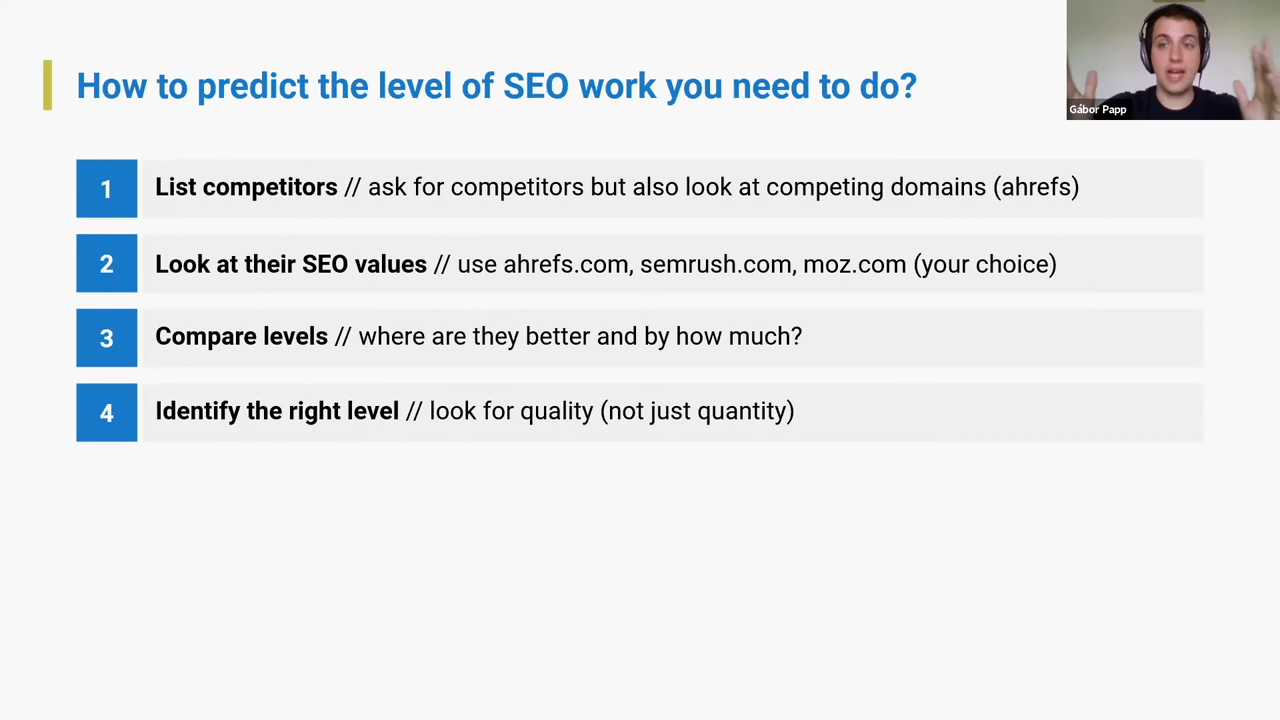 How to predict the level of SEO work you need to do?
Gábor Papp
1 List competitors // ask for competitors but also look at competing domains (ahrefs)
2 Look at their SEO values // use ahrefs.com, semrush.com, moz.com (your choice)
3 Compare levels // where are they better and by how much?
4 Identify the right level // look for quality (not just quantity)